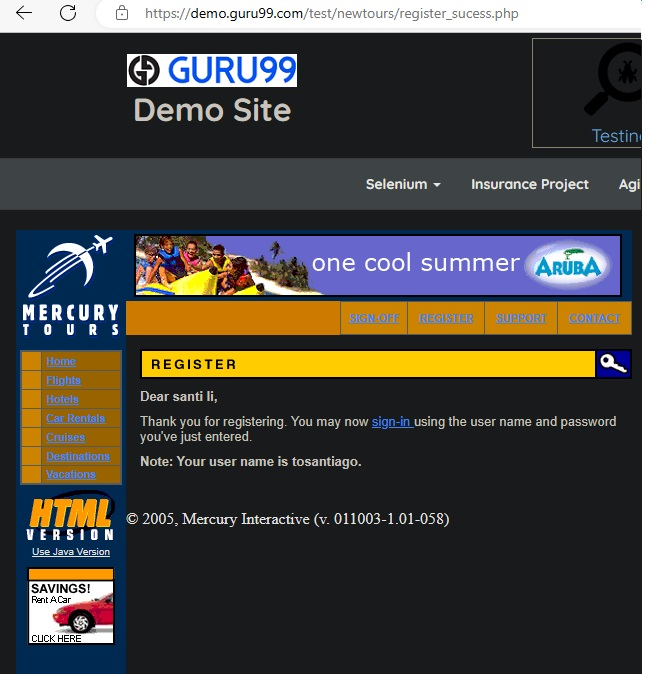 https://demo.guru99.com/test/newtours/register_sucess.php
GURU99
Demo Site
Testin
Selenium
Insurance Project
Agi
MERCURY
TOURS
one cool summer
ARUBA
SIGN-OFF
REGISTER
SUPPORT
CONTACT
Home
Flights
Hotels
Car Rentals
Cruises
Destinations
Vacations
REGISTER
Dear santi li,
Thank you for registering. You may now sign-in using the user name and password
you've just entered.
Note: Your user name is tosantiago.
HTML
VERSION
Use Java Version
© 2005, Mercury Interactive (v. 011003-1.01-058)
SAVINGS!
Rent A Car
CLICK HERE